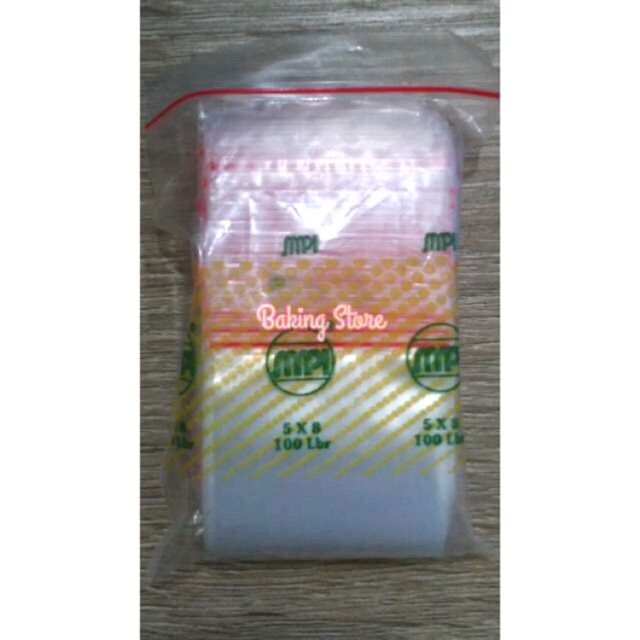 MPI
MPI
Baking Store
MPI
MPI
5 X 8
100 Lbr
5 X 8
100 Lbr